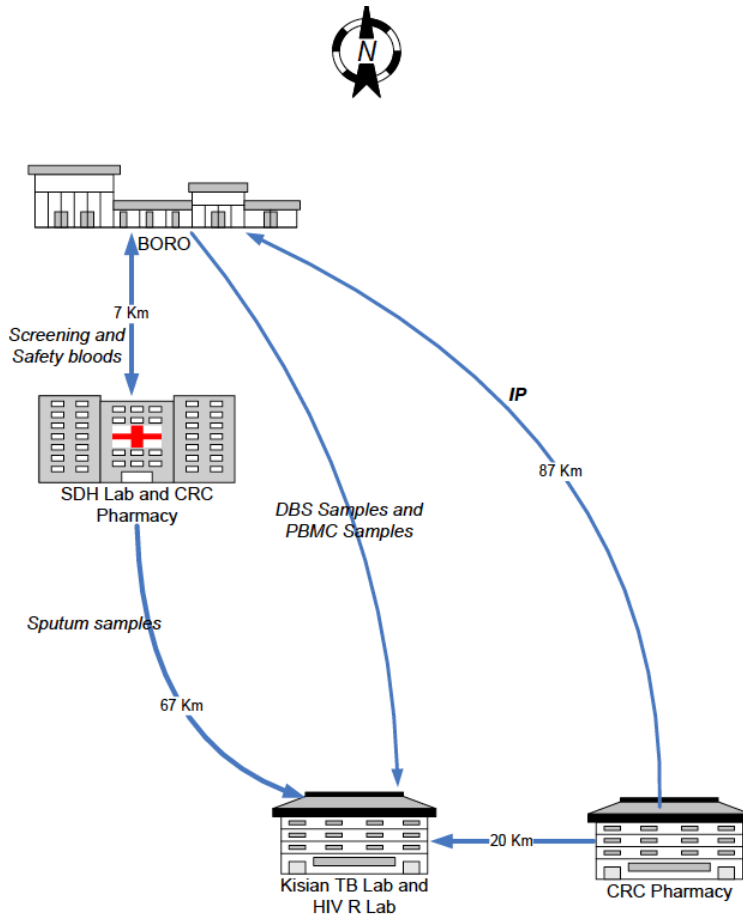 N
BORO
7 Km
Screening and
Safety bloods
IP
87 Km
SDH Lab and CRC
Pharmacy
DBS Samples and
PBMC Samples
Sputum samples
67 Km
20 Km
Kisian TB Lab and
HIV R Lab
CRC Pharmacy